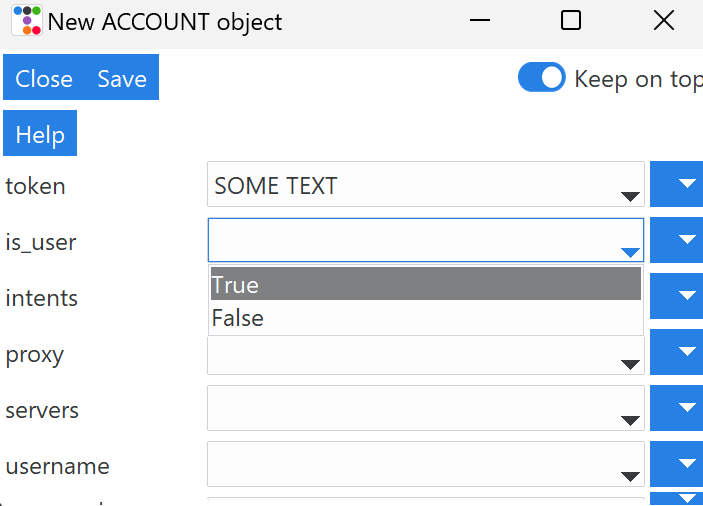 New ACCOUNT object
Close Save Keep on top
Help
token SOME TEXT
is_user
True
intents
False
proxy
servers
username